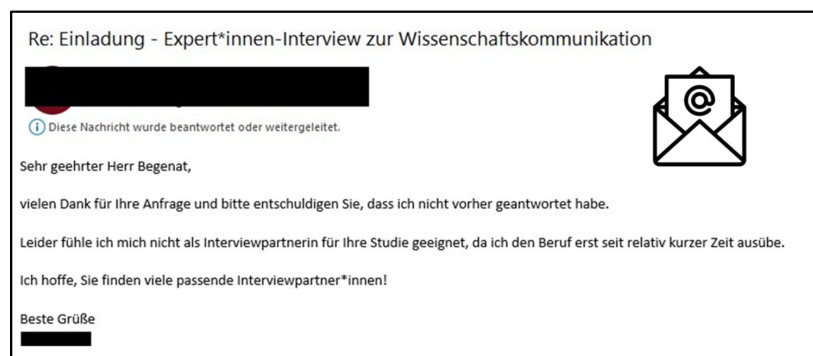 Re: Einladung - Expert*innen-Interview zur Wissenschaftskommunikation
Diese Nachricht wurde beantwortet oder weitergeleitet.
Sehr geehrter Herr Begenat,
vielen Dank für Ihre Anfrage und bitte entschuldigen Sie, dass ich nicht vorher geantwortet habe.
Leider fühle ich mich nicht als Interviewpartnerin für Ihre Studie geeignet, da ich den Beruf erst seit relativ kurzer Zeit ausübe.
Ich hoffe, Sie finden viele passende Interviewpartner*innen!
Beste Grüße